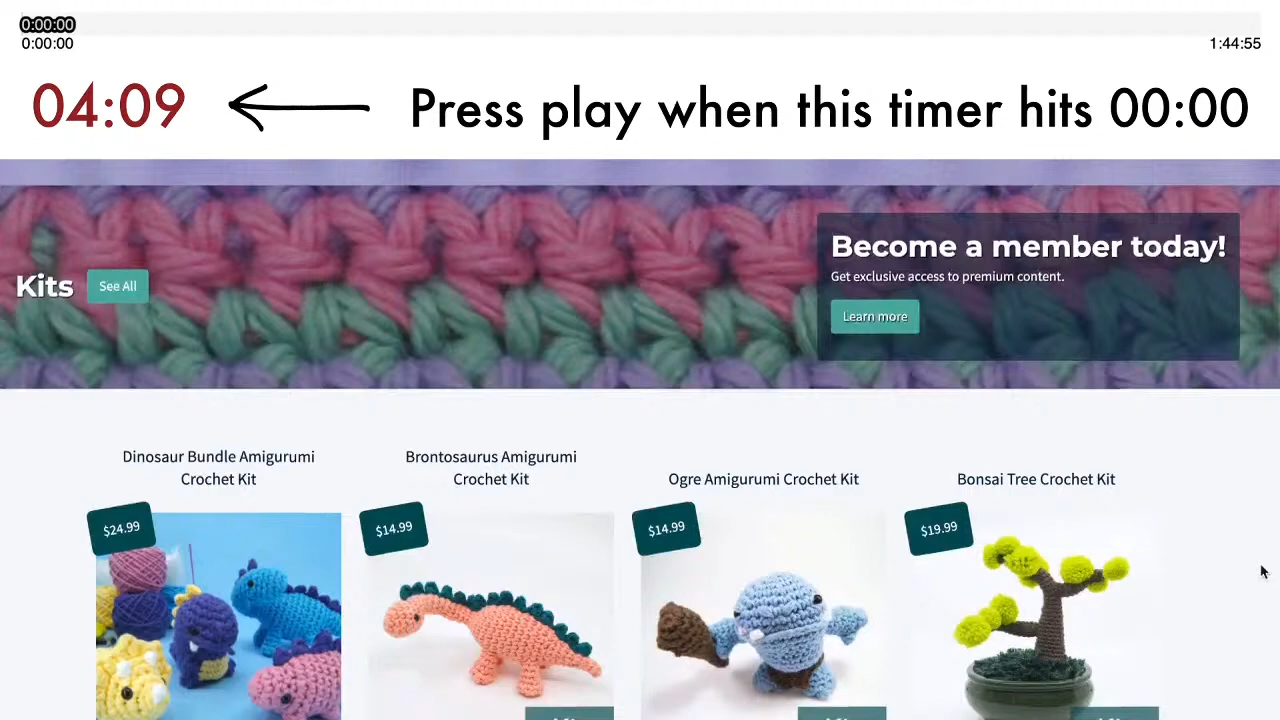 0:00:00
0:00:00
1:44:55
04:09
Press play when this timer hits 00:00
Kits
See All
Become a member today!
Get exclusive access to premium content.
Learn more
Dinosaur Bundle Amigurumi
Crochet Kit
Brontosaurus Amigurumi
Crochet Kit
Ogre Amigurumi Crochet Kit
Bonsai Tree Crochet Kit
$24.99
$14.99
$14.99
$19.99